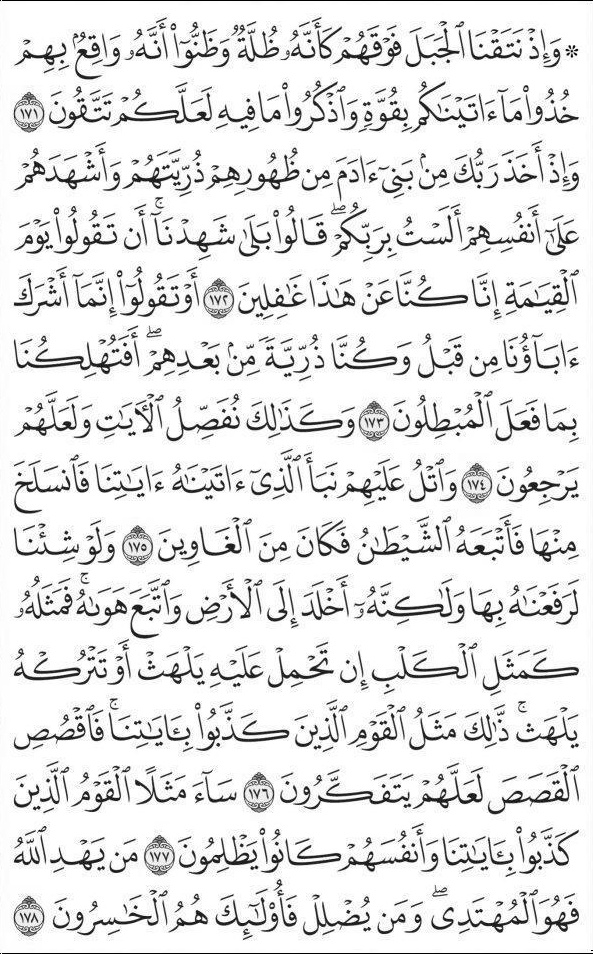 ۞ وَإِذۡ نَتَقۡنَا ٱلۡجَبَلَ فَوۡقَهُمۡ كَأَنَّهُۥ ظُلَّةٞ وَظَنُّوٓاْ أَنَّهُۥ وَاقِعُۢ بِهِمۡ
خُذُواْ مَآ ءَاتَيۡنَٰكُم بِقُوَّةٖ وَٱذۡكُرُواْ مَا فِيهِ لَعَلَّكُمۡ تَتَّقُونَ ١٧١
وَإِذۡ أَخَذَ رَبُّكَ مِنۢ بَنِيٓ ءَادَمَ مِن ظُهُورِهِمۡ ذُرِّيَّتَهُمۡ وَأَشۡهَدَهُمۡ
عَلَىٰٓ أَنفُسِهِمۡ أَلَسۡتُ بِرَبِّكُمۡۖ قَالُواْ بَلَىٰ شَهِدۡنَآۚ أَن تَقُولُواْ يَوۡمَ
ٱلۡقِيَٰمَةِ إِنَّا كُنَّا عَنۡ هَٰذَا غَٰفِلِينَ ١٧٢ أَوۡ تَقُولُوٓاْ إِنَّمَآ أَشۡرَكَ
ءَابَآؤُنَا مِن قَبۡلُ وَكُنَّا ذُرِّيَّةٗ مِّنۢ بَعۡدِهِمۡۖ أَفَتُهۡلِكُنَا
بِمَا فَعَلَ ٱلۡمُبۡطِلُونَ ١٧٣ وَكَذَٰلِكَ نُفَصِّلُ ٱلۡأٓيَٰتِ وَلَعَلَّهُمۡ
يَرۡجِعُونَ ١٧٤ وَٱتۡلُ عَلَيۡهِمۡ نَبَأَ ٱلَّذِيٓ ءَاتَيۡنَٰهُ ءَايَٰتِنَا فَٱنسَلَخَ
مِنۡهَا فَأَتۡبَعَهُ ٱلشَّيۡطَٰنُ فَكَانَ مِنَ ٱلۡغَاوِينَ ١٧٥ وَلَوۡ شِئۡنَا
لَرَفَعۡنَٰهُ بِهَا وَلَٰكِنَّهُۥٓ أَخۡلَدَ إِلَى ٱلۡأَرۡضِ وَٱتَّبَعَ هَوَىٰهُۚ فَمَثَلُهُۥ
كَمَثَلِ ٱلۡكَلۡبِ إِن تَحۡمِلۡ عَلَيۡهِ يَلۡهَثۡ أَوۡ تَتۡرُكۡهُ
يَلۡهَثۚ ذَّٰلِكَ مَثَلُ ٱلۡقَوۡمِ ٱلَّذِينَ كَذَّبُواْ بِـَٔايَٰتِنَاۚ فَٱقۡصُصِ
ٱلۡقَصَصَ لَعَلَّهُمۡ يَتَفَكَّرُونَ ١٧٦ سَآءَ مَثَلًا ٱلۡقَوۡمُ ٱلَّذِينَ
كَذَّبُواْ بِـَٔايَٰتِنَا وَأَنفُسَهُمۡ كَانُواْ يَظۡلِمُونَ ١٧٧ مَن يَهۡدِ ٱللَّهُ
فَهُوَ ٱلۡمُهۡتَدِيۖ وَمَن يُضۡلِلۡ فَأُوْلَٰٓئِكَ هُمُ ٱلۡخَٰسِرُونَ ١٧٨